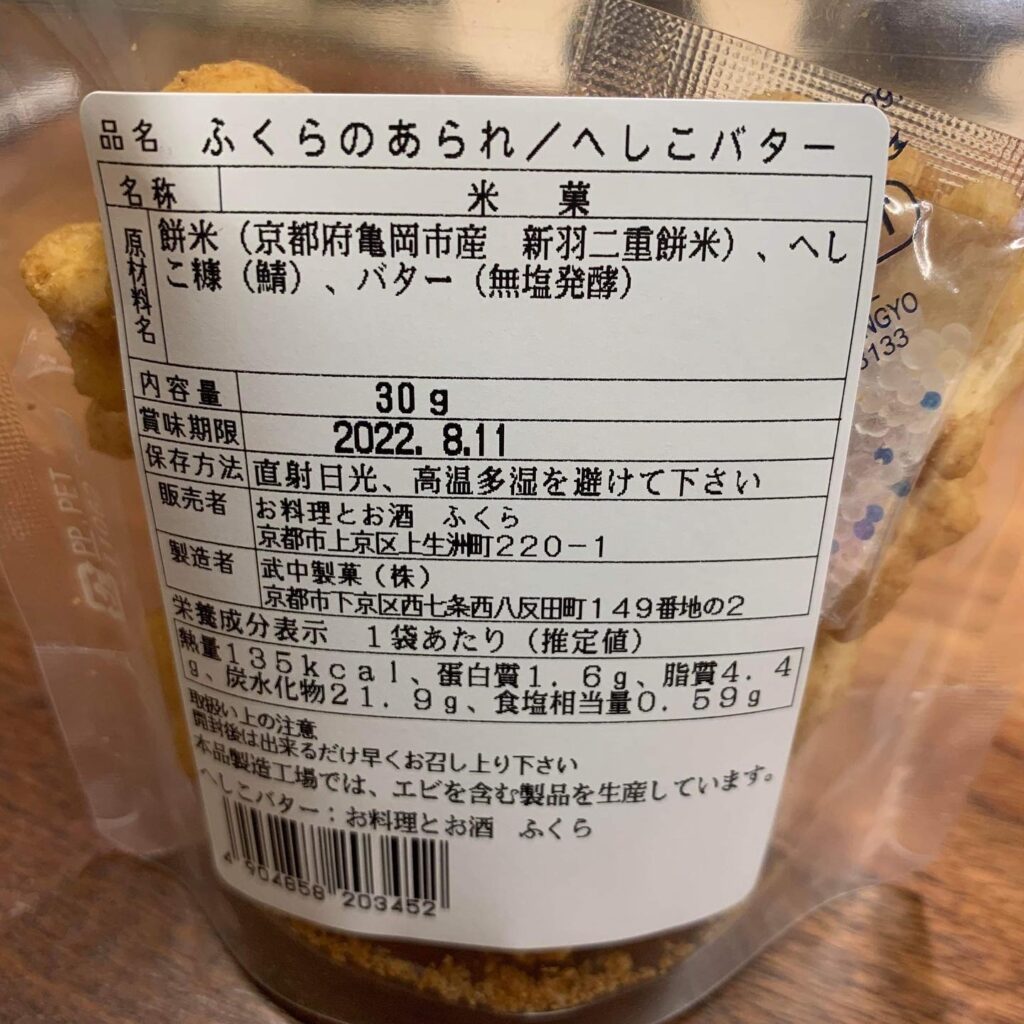 品名 ふくらのあられ／へしこバター
名称 米 菓
原材料名 餅米（京都府亀岡市産 新羽二重餅米）、へし
こ糠（鯖）、バター（無塩発酵）
内容量 30 g
賞味期限 2022. 8.11
保存方法 直射日光、高温多湿を避けて下さい
販売者 お料理とお酒 ふくら
京都市上京区上生洲町２２０－１
製造者 武中製菓（株）
京都市下京区西七条西八反田町１４９番地の２
栄養成分表示 １袋あたり（推定値）
熱量１３５ｋｃａｌ、蛋白質１．６ｇ、脂質４．４
ｇ、炭水化物２１．９ｇ、食塩相当量０．５９ｇ
取扱い上の注意
開封後は出来るだけ早くお召し上り下さい
本品製造工場では、エビを含む製品を生産しています。
へしこバター：お料理とお酒 ふくら
4 904858 203452
PP,PET